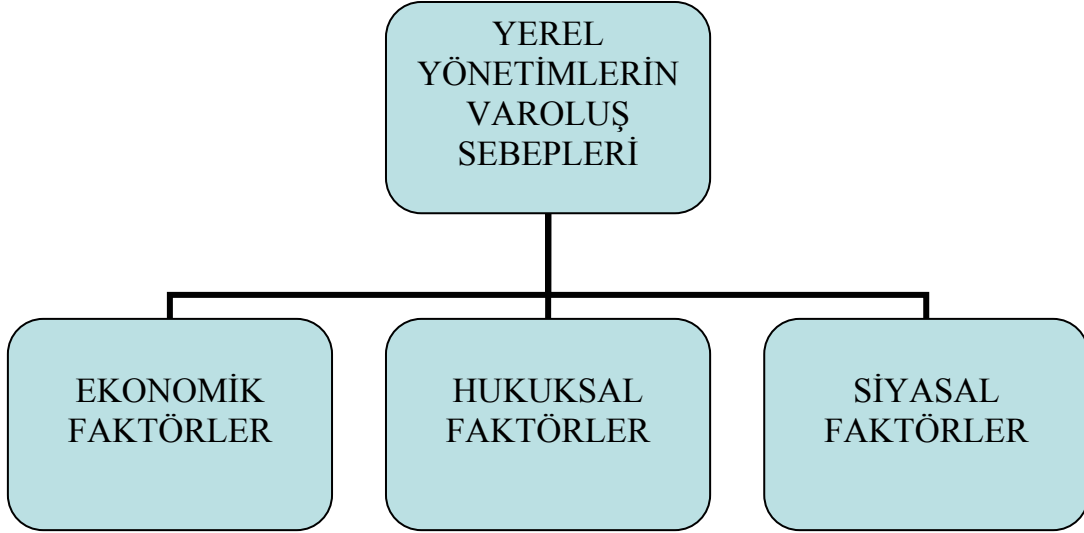 YEREL
YÖNETİMLERİN
VAROLUŞ
SEBEPLERİ
EKONOMİK
FAKTÖRLER
HUKUKSAL
FAKTÖRLER
SİYASAL
FAKTÖRLER